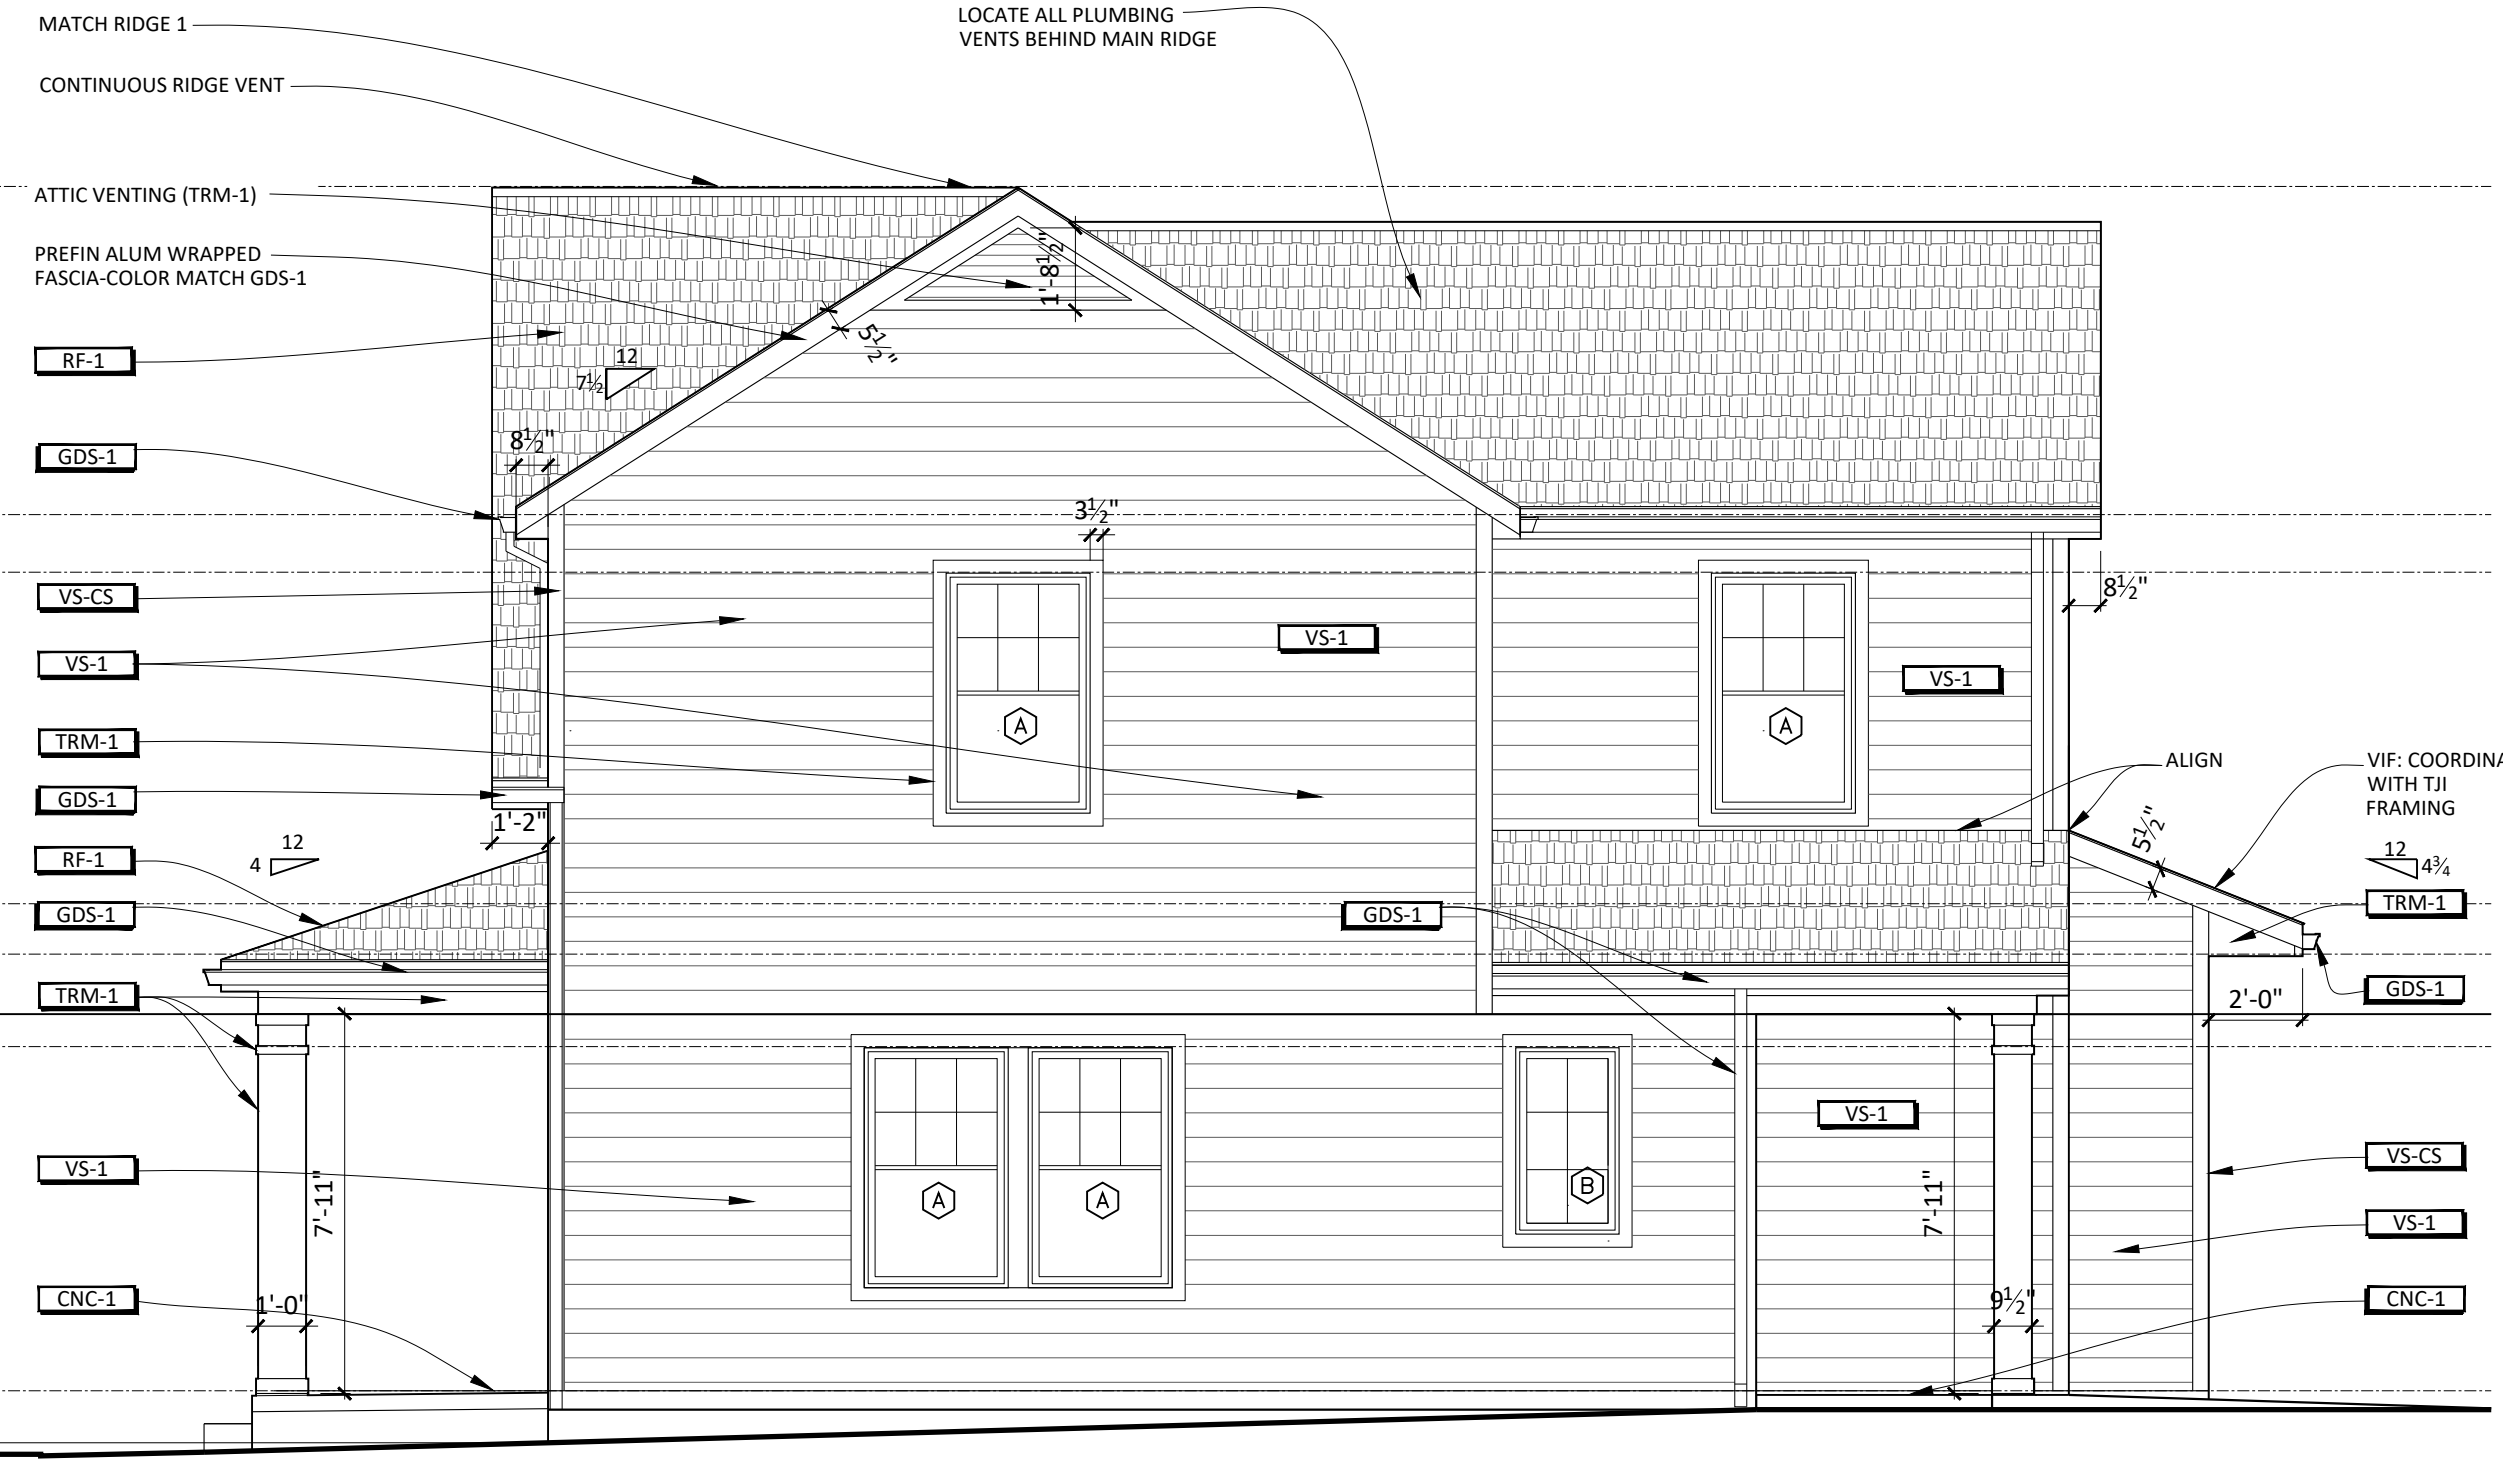 MATCH RIDGE 1
LOCATE ALL PLUMBING
VENTS BEHIND MAIN RIDGE
CONTINUOUS RIDGE VENT
ATTIC VENTING (TRM-1)
PREFIN ALUM WRAPPED
FASCIA-COLOR MATCH GDS-1
1'-8½"
5½"
RF-1
12
7½
8½"
GDS-1
3½"
VS-CS
8½"
VS-1
VS-1
VS-1
TRM-1
A
A
ALIGN
VIF: COORDINA
WITH TJI
FRAMING
GDS-1
1'-2"
5½"
12
4
RF-1
12
4¾
GDS-1
GDS-1
TRM-1
TRM-1
2'-0"
GDS-1
VS-1
VS-1
7'-11"
A
A
B
7'-11"
VS-CS
VS-1
CNC-1
1'-0"
9½"
CNC-1